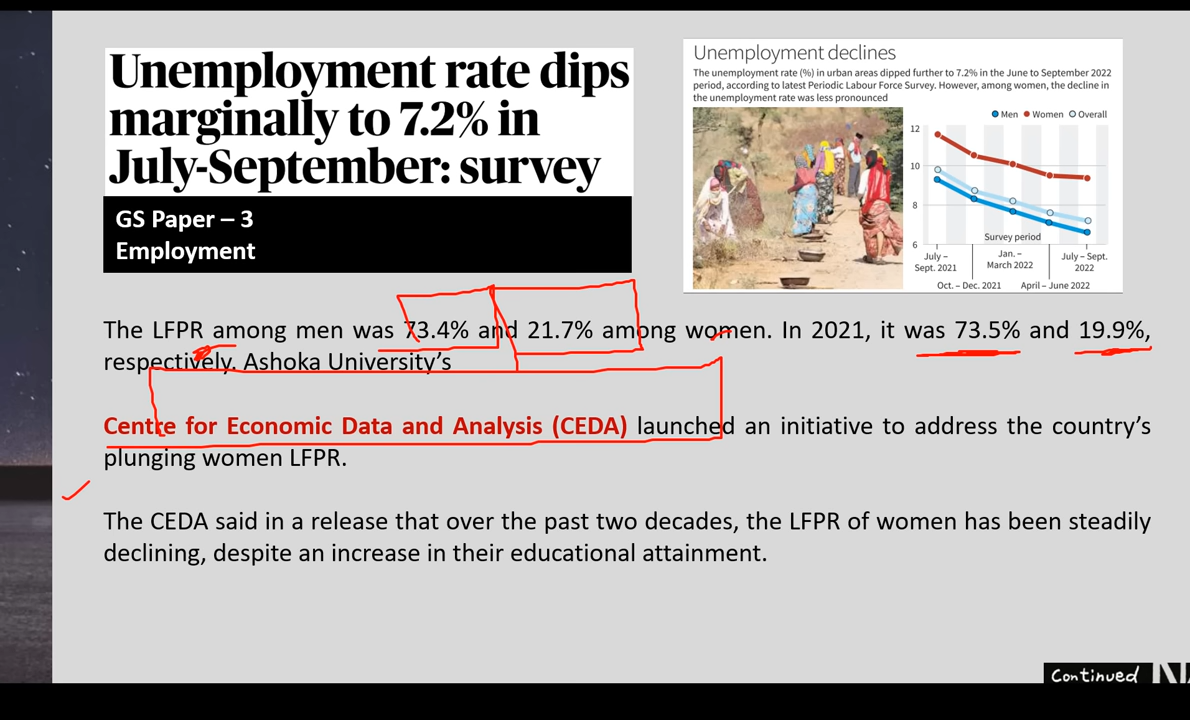 Unemployment rate dips
marginally to 7.2% in
July-September: survey
GS Paper – 3
Employment
Unemployment declines
The unemployment rate (%) in urban areas dipped further to 7.2% in the June to September 2022
period, according to latest Periodic Labour Force Survey. However, among women, the decline in
the unemployment rate was less pronounced
Men Women Overall
12
10
8
6
Survey period
July –
Sept. 2021
Jan. –
March 2022
July – Sept.
2022
Oct. – Dec. 2021
April – June 2022
The LFPR among men was 73.4% and 21.7% among women. In 2021, it was 73.5% and 19.9%,
respectively. Ashoka University’s
Centre for Economic Data and Analysis (CEDA) launched an initiative to address the country’s
plunging women LFPR.
The CEDA said in a release that over the past two decades, the LFPR of women has been steadily
declining, despite an increase in their educational attainment.
Continued